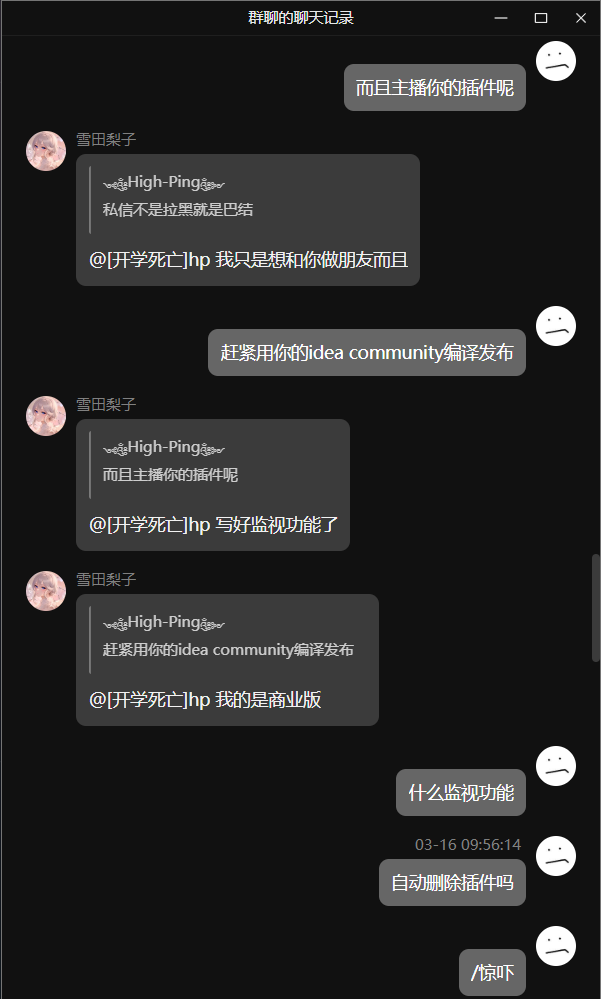 群聊的聊天记录
而且主播你的插件呢
雪田梨子
High-Ping
私信不是拉黑就是巴结
@[开学死亡]hp 我只是想和你做朋友而且
赶紧用你的idea community编译发布
雪田梨子
High-Ping
而且主播你的插件呢
@[开学死亡]hp 写好监视功能了
雪田梨子
High-Ping
赶紧用你的idea community编译发布
@[开学死亡]hp 我的是商业版
什么监视功能
03-16 09:56:14
自动删除插件吗
/惊吓